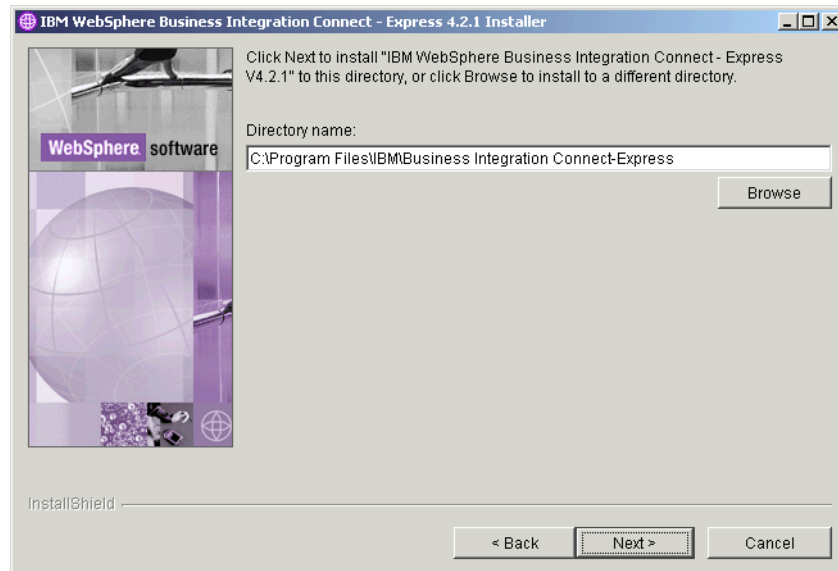 IBM WebSphere Business Integration Connect - Express 4.2.1 Installer
Click Next to install "IBM WebSphere Business Integration Connect - Express
V4.2.1" to this directory, or click Browse to install to a different directory.
WebSphere software
Directory name:
C:\Program Files\IBM\Business Integration Connect-Express
Browse
InstallShield
< Back
Next >
Cancel